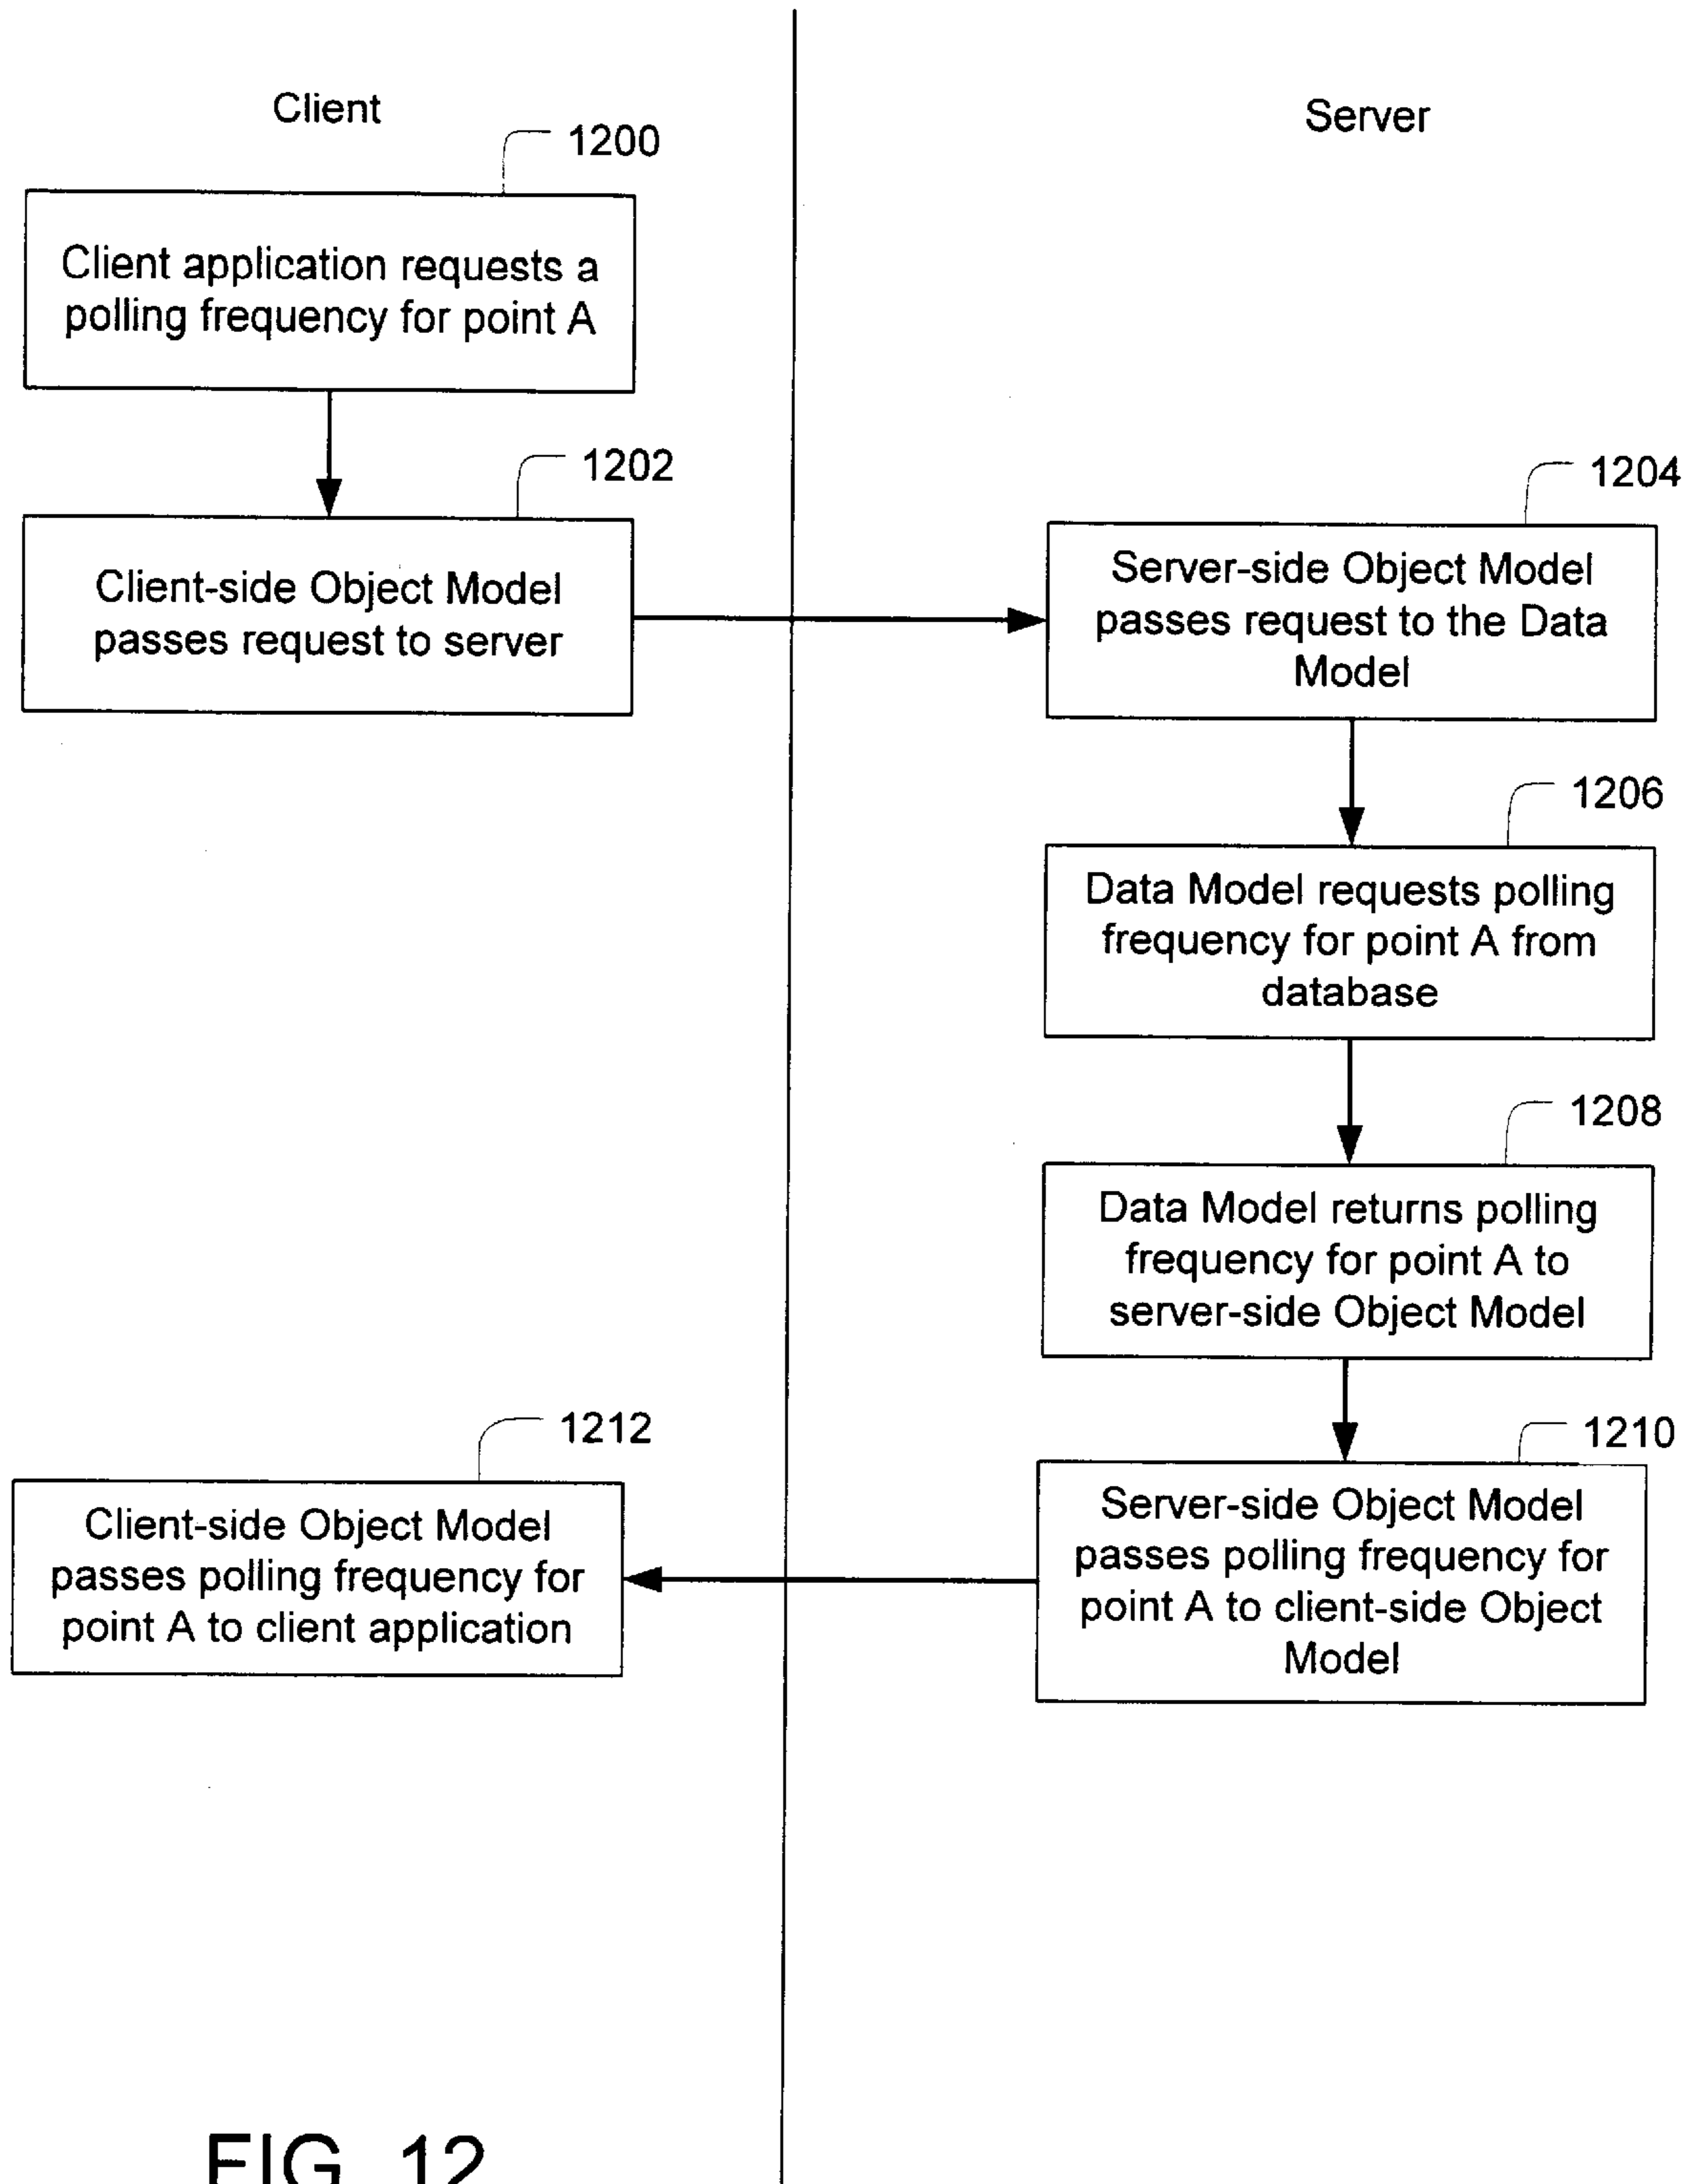 Client
Server
1200
Client application requests a
polling frequency for point A
1202
Client-side Object Model
passes request to server
1204
Server-side Object Model
passes request to the Data
Model
1206
Data Model requests polling
frequency for point A from
database
1208
Data Model returns polling
frequency for point A to
server-side Object Model
1210
Server-side Object Model
passes polling frequency for
point A to client-side Object
Model
1212
Client-side Object Model
passes polling frequency for
point A to client application
FIG. 12